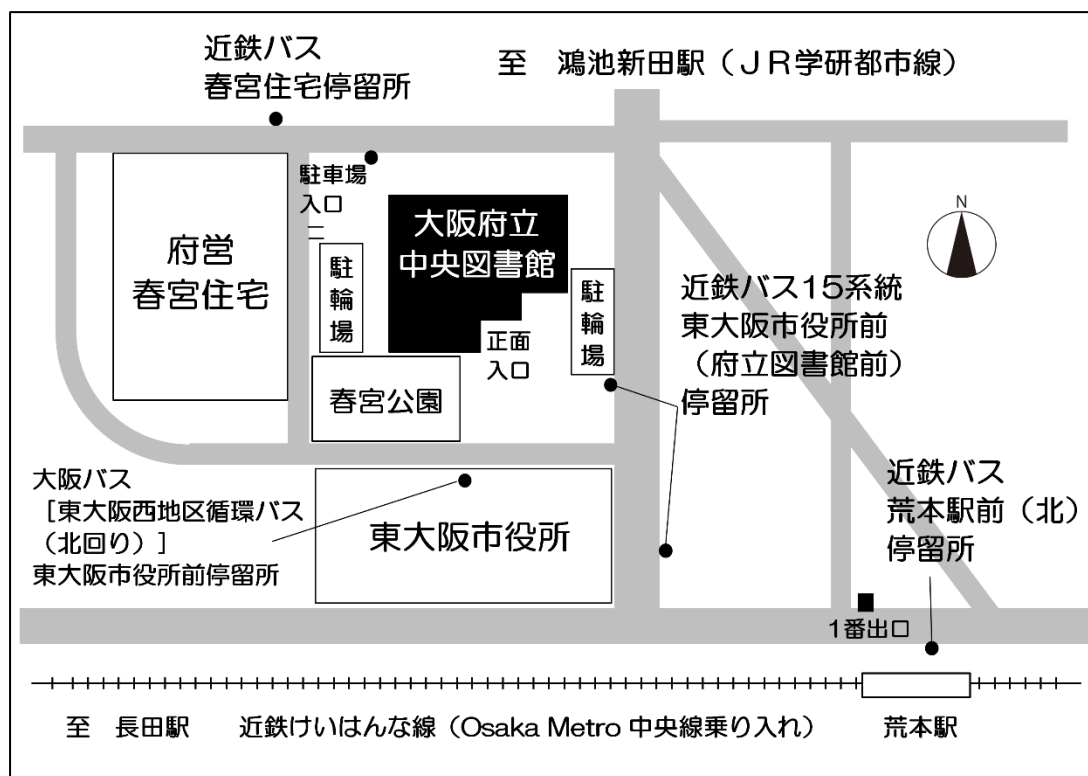 近鉄バス
春宮住宅停留所
至　鴻池新田駅（ＪＲ学研都市線）
駐車場
入口
N
大阪府立
中央図書館
府営
春宮住宅
駐輪場
駐輪場
正面
入口
近鉄バス15系統
東大阪市役所前
（府立図書館前）
停留所
春宮公園
大阪バス
［東大阪西地区循環バス
（北回り）］
東大阪市役所前停留所
東大阪市役所
近鉄バス
荒本駅前（北）
停留所
1番出口
至　長田駅　近鉄けいはんな線（Osaka Metro 中央線乗り入れ）　荒本駅